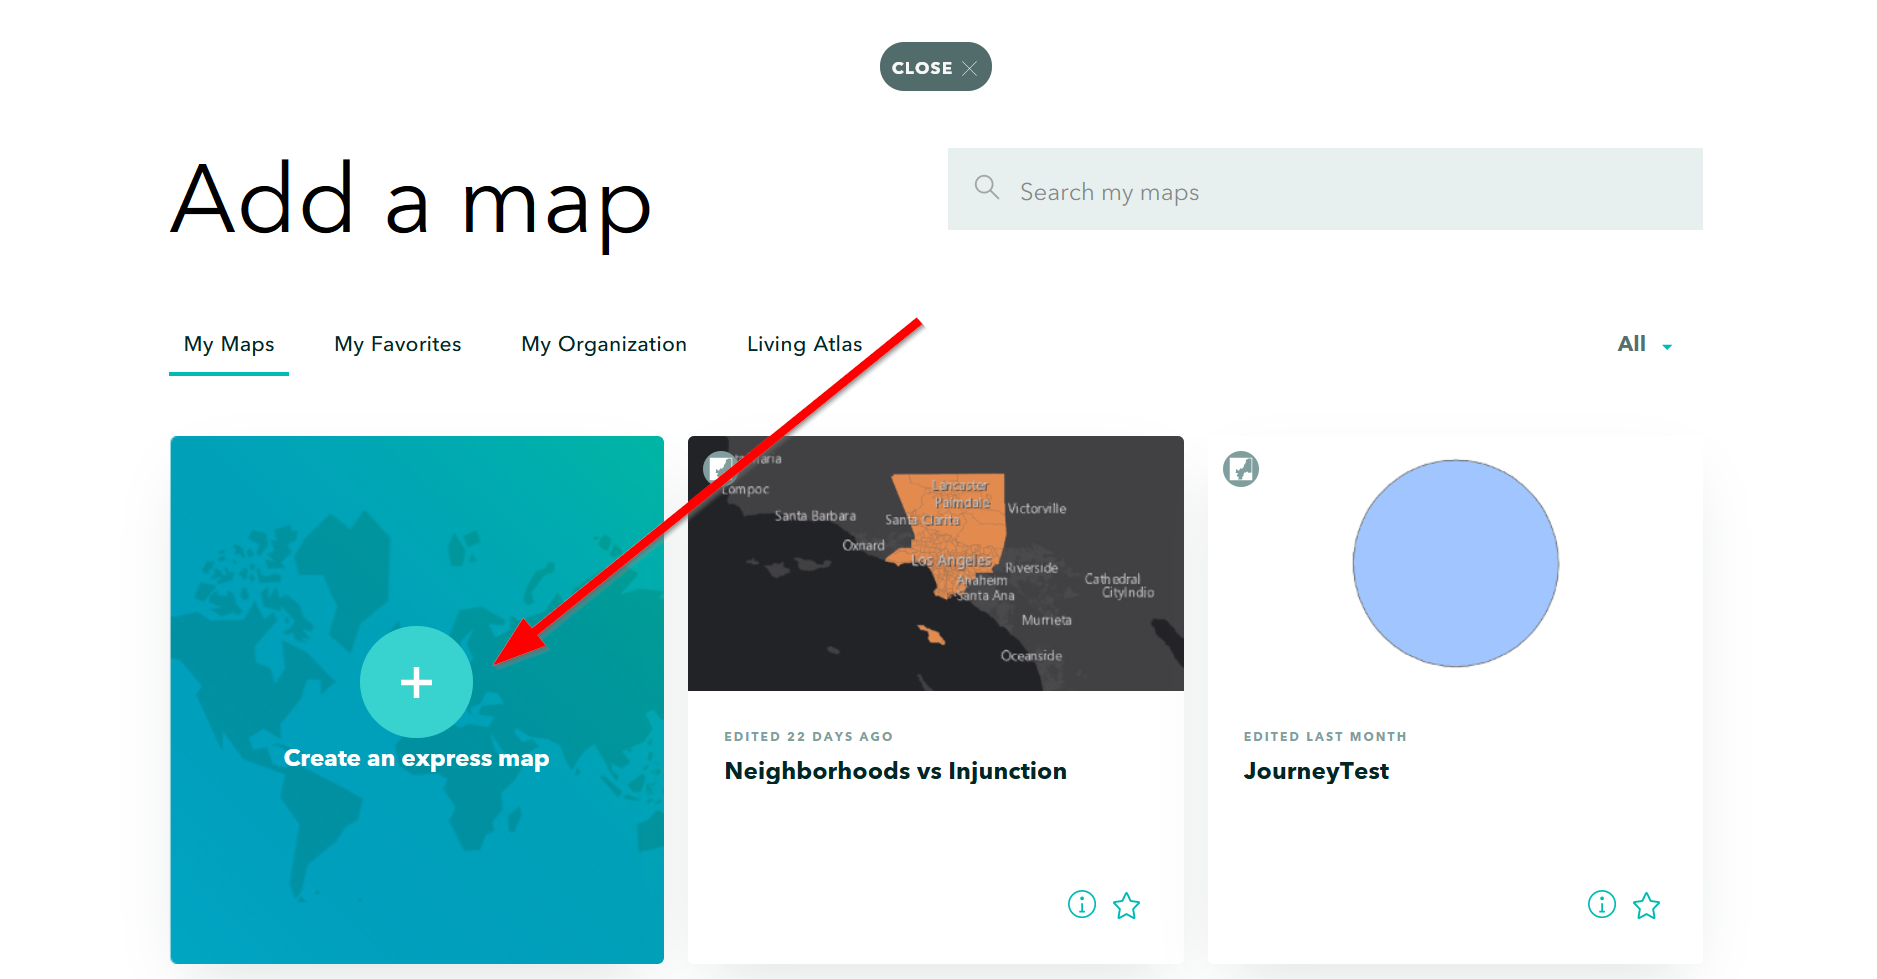 CLOSE
Add a map
Search my maps
My Maps
My Favorites
My Organization
Living Atlas
All
Create an express map
Lompoc
Santa Barbara
Oxnard
Lancaster
Palmdale
Santa Clarita
Victorville
Los Angeles
Riverside
Anaheim
Santa Ana
Cathedral
City Indio
Murrieta
Oceanside
EDITED 22 DAYS AGO
Neighborhoods vs Injunction
EDITED LAST MONTH
JourneyTest